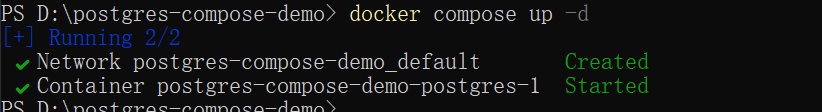 PS D:\postgres-compose-demo> docker compose up -d
[+] Running 2/2
✔ Network postgres-compose-demo_default Created
✔ Container postgres-compose-demo-postgres-1 Started
PS D:\postgres-compose-demo>